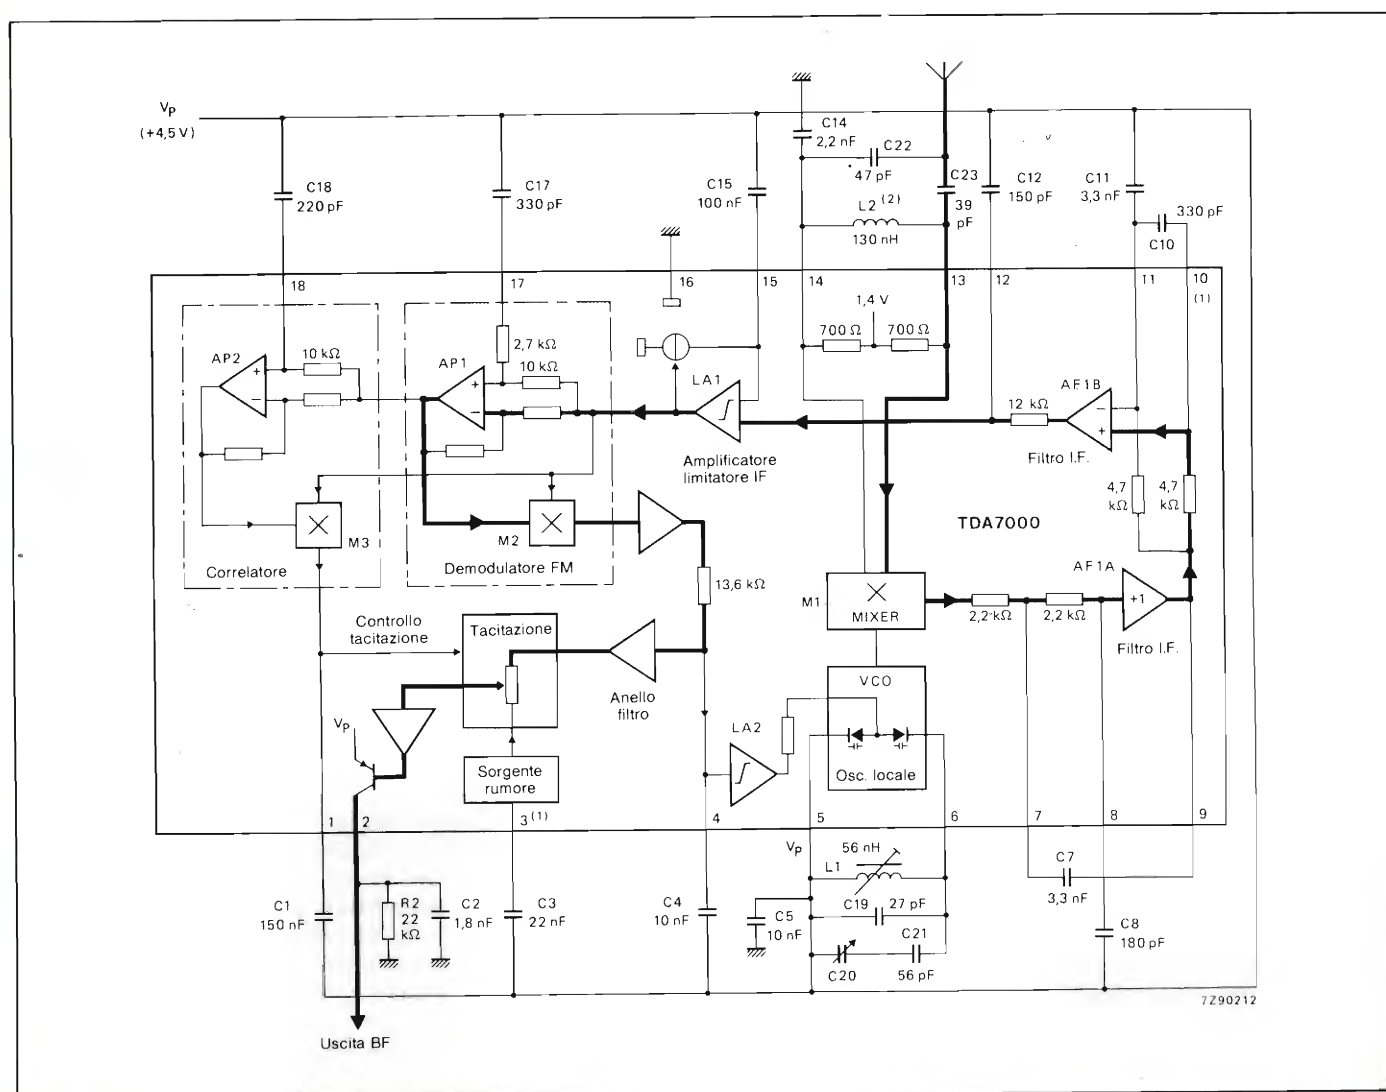 Vp
(+4,5 V)
C14
2,2 nF
C22
47 pF
C18
220 pF
C17
330 pF
C15
100 nF
L2 (2)
130 nH
C23
39
pF
C12
150 pF
C11
3,3 nF
330 pF
C10
18
17
16
15
14
13
12
11
10
(1)
1,4 V
700 Ω
700 Ω
AP2
10 kΩ
+
−
2,7 kΩ
AP1
10 kΩ
+
−
LA1
AF1B
12 kΩ
−
+
Amplificatore
limitatore IF
Filtro I.F.
4,7
kΩ
4,7
kΩ
TDA7000
M3
Correlatore
M2
Demodulatore FM
13,6 kΩ
M1
MIXER
2,2 kΩ
2,2 kΩ
AF1A
+1
Filtro I.F.
Controllo
tacitazione
Tacitazione
Anello
filtro
VCO
Osc. locale
LA2
Vp
Sorgente
rumore
1
2
3 (1)
4
5
6
7
8
9
Vp
56 nH
L1
C1
150 nF
R2
22
kΩ
C2
1,8 nF
C3
22 nF
C4
10 nF
C5
10 nF
C19
27 pF
C20
C21
56 pF
C7
3,3 nF
C8
180 pF
7Z90212
Uscita BF